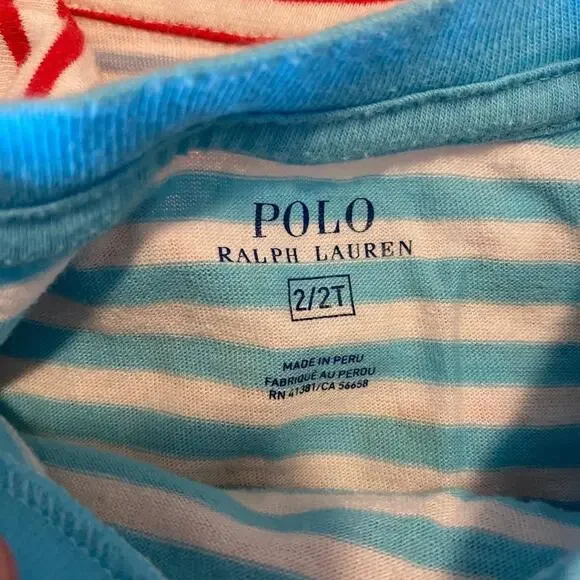 POLO
RALPH LAUREN
2/2T
MADE IN PERU
FABRIQUÉ AU PEROU
RN 41381/CA 56658